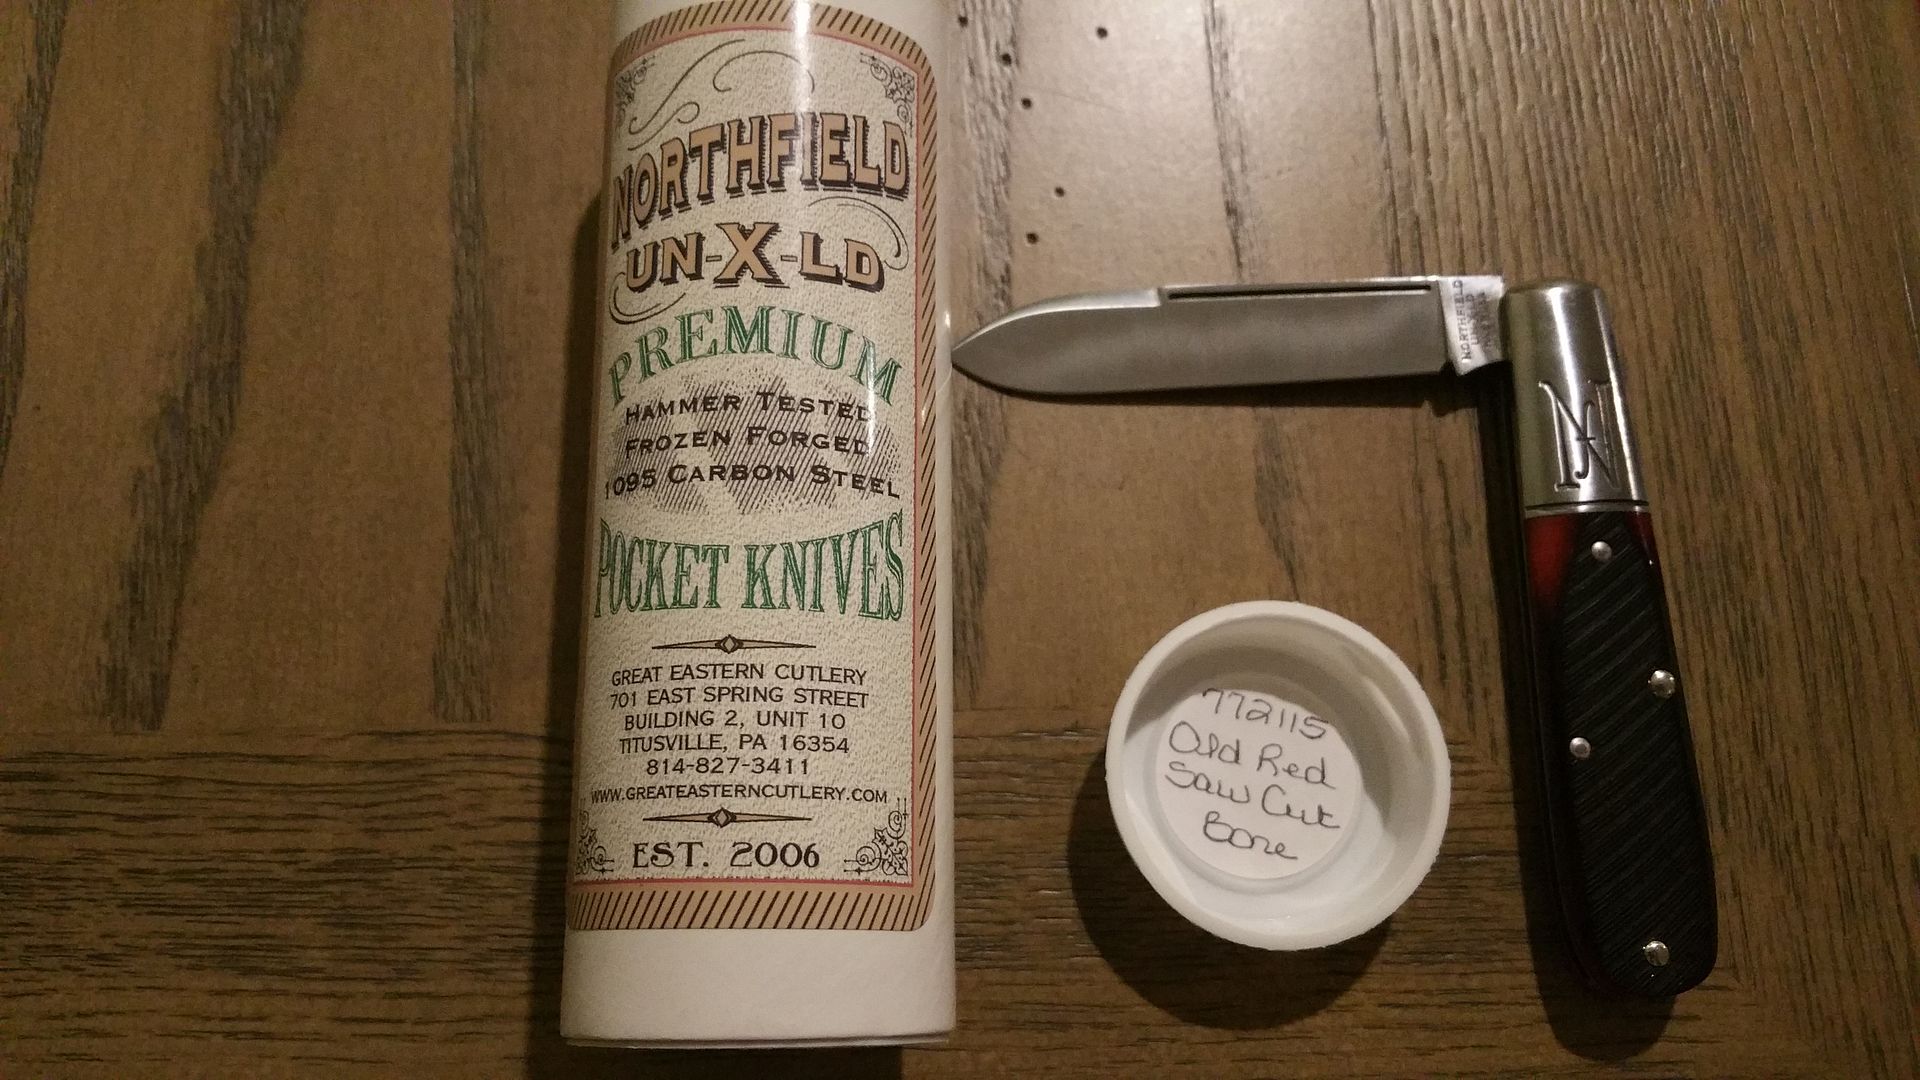 NORTHFIELD
UN-X-LD
PREMIUM
HAMMER TESTED
FROZEN FORGED
1095 CARBON STEEL
POCKET KNIVES
GREAT EASTERN CUTLERY
701 EAST SPRING STREET
BUILDING 2, UNIT 10
TITUSVILLE, PA 16354
814-827-3411
WWW.GREATEASTERNCUTLERY.COM
EST. 2006
NORTHFIELD
UN-X-LD
N
772115
Old Red
Saw Cut
Bone